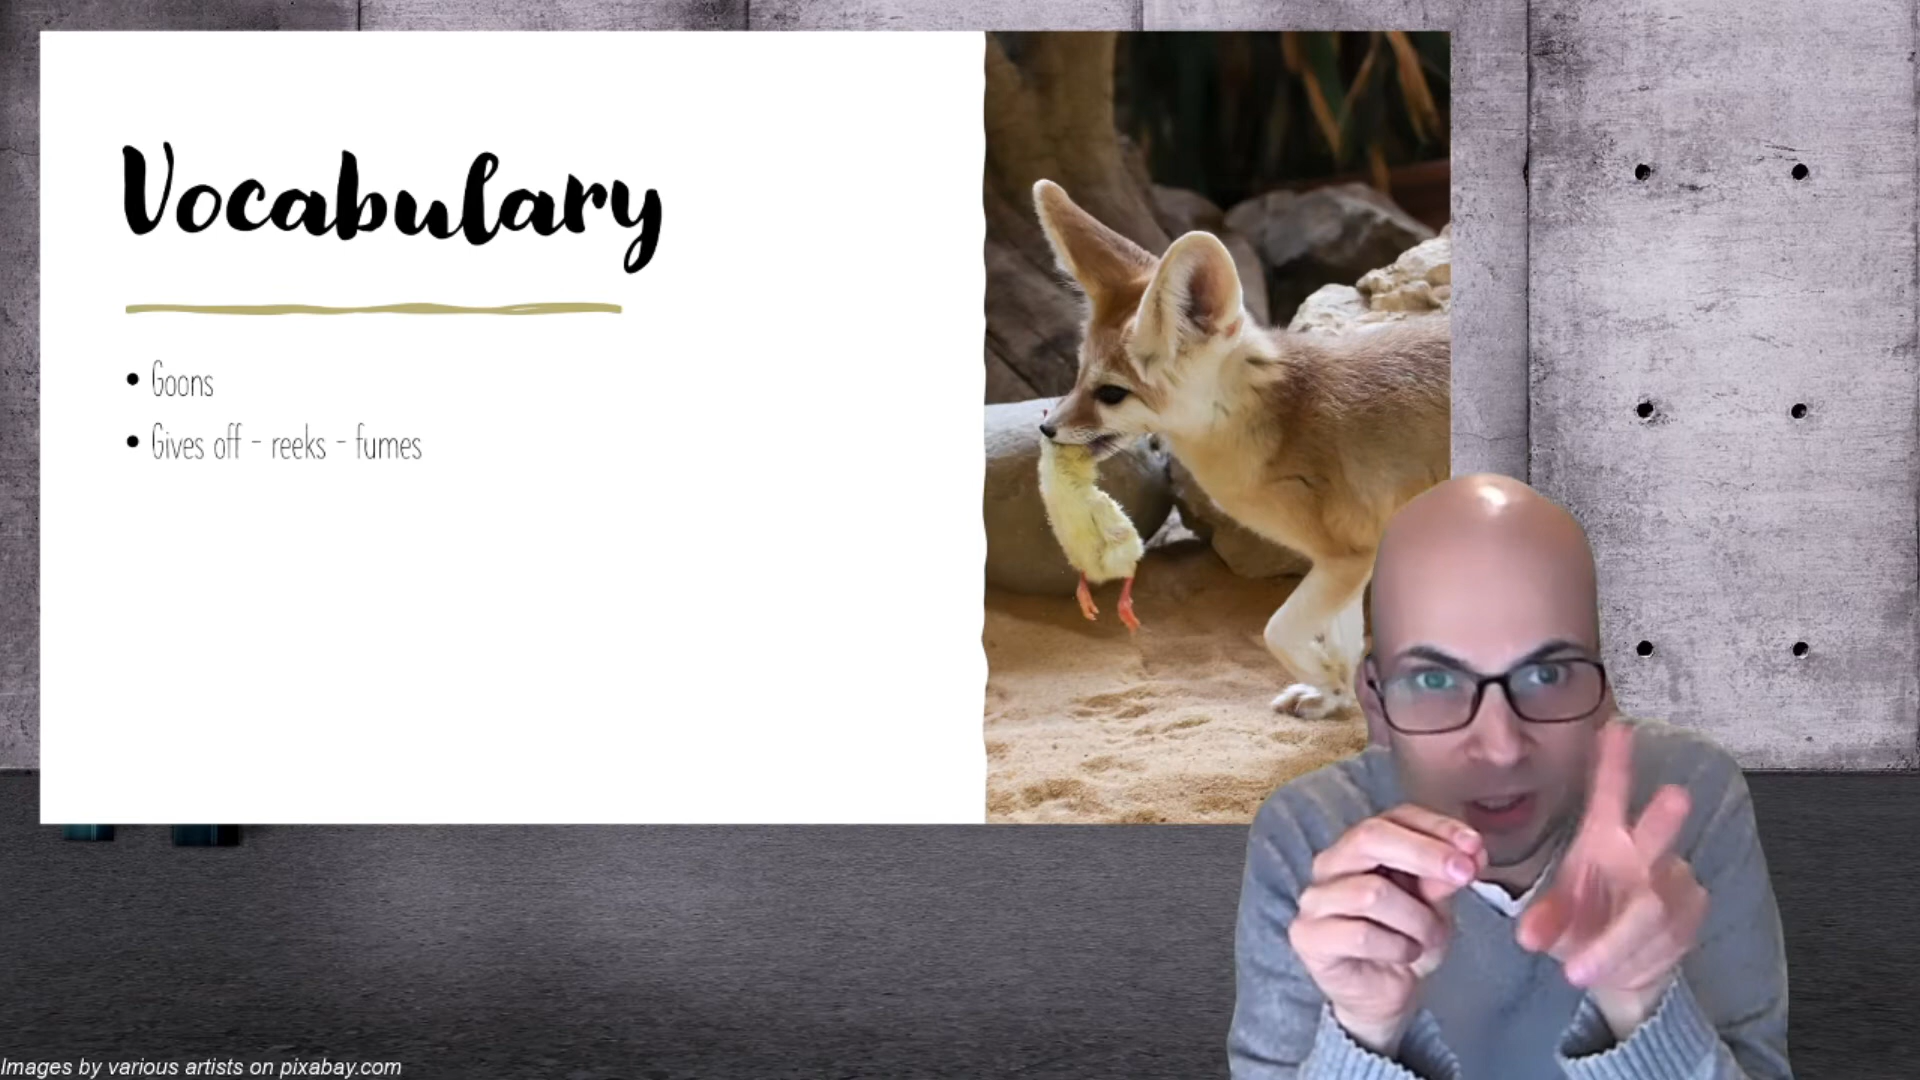 Vocabulary
• Goons
• Gives off - reeks - fumes
Images by various artists on pixabay.com